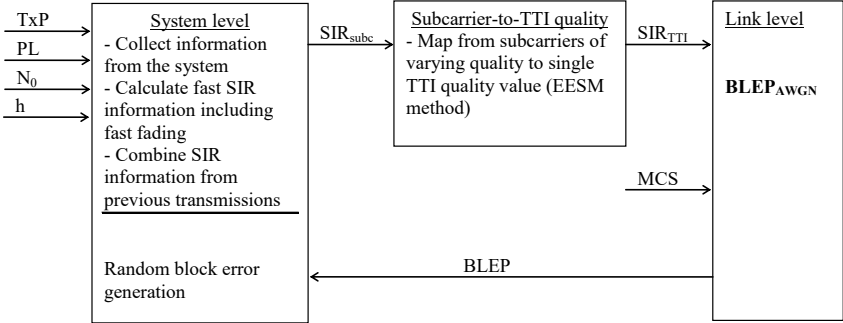 TxP
PL
N0
h
System level
- Collect information
from the system
- Calculate fast SIR
information including
fast fading
- Combine SIR
information from
previous transmissions
Random block error
generation
SIRsubc
Subcarrier-to-TTI quality
- Map from subcarriers of
varying quality to single
TTI quality value (EESM
method)
SIRTTI
MCS
BLEP
Link level
BLEPAWGN